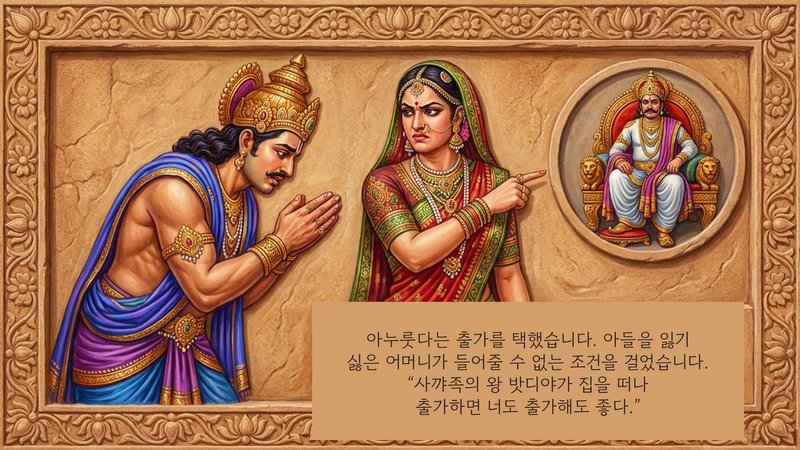 아누룻다는 출가를 택했습니다. 아들을 잃기
싫은 어머니가 들어줄 수 없는 조건을 걸었습니다.
“사꺄족의 왕 밧디야가 집을 떠나
출가하면 너도 출가해도 좋다.”